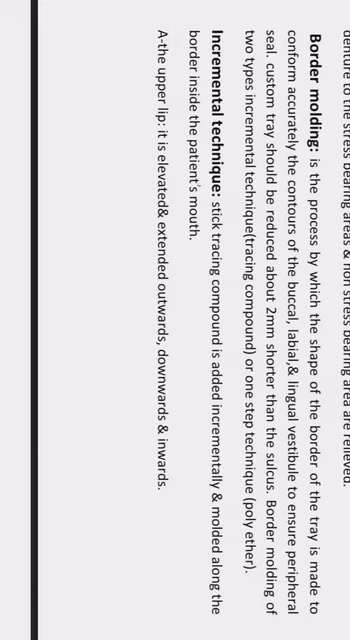 denture to the stress bearing areas & non stress bearing area are relieved.
Border molding: is the process by which the shape of the border of the tray is made to
conform accurately the contours of the buccal, labial,& lingual vestibule to ensure peripheral
seal. custom tray should be reduced about 2mm shorter than the sulcus. Border molding of
two types incremental technique(tracing compound) or one step technique (poly ether).
Incremental technique: stick tracing compound is added incrementally & molded along the
border inside the patient's mouth.
A-the upper lip: it is elevated& extended outwards, downwards & inwards.